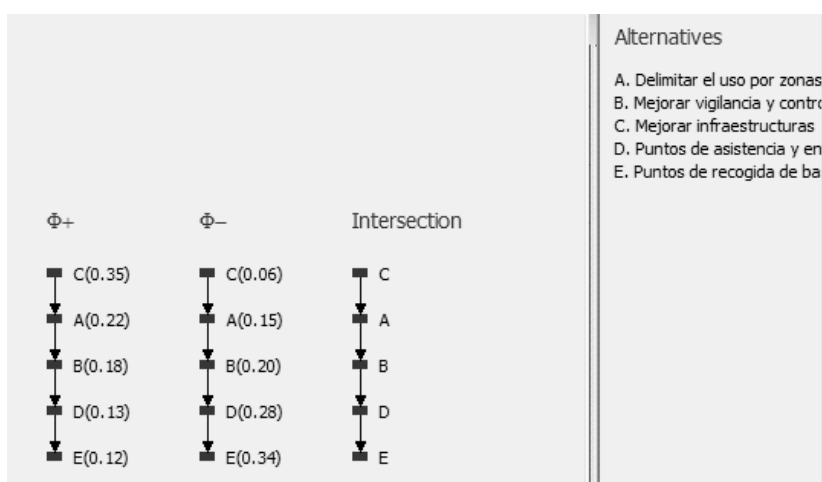 Alternatives
A. Delimitar el uso por zonas
B. Mejorar vigilancia y contro
C. Mejorar infraestructuras
D. Puntos de asistencia y en
E. Puntos de recogida de ba
Φ+ Φ− Intersection
C(0.35) C(0.06) C
A(0.22) A(0.15) A
B(0.18) B(0.20) B
D(0.13) D(0.28) D
E(0.12) E(0.34) E